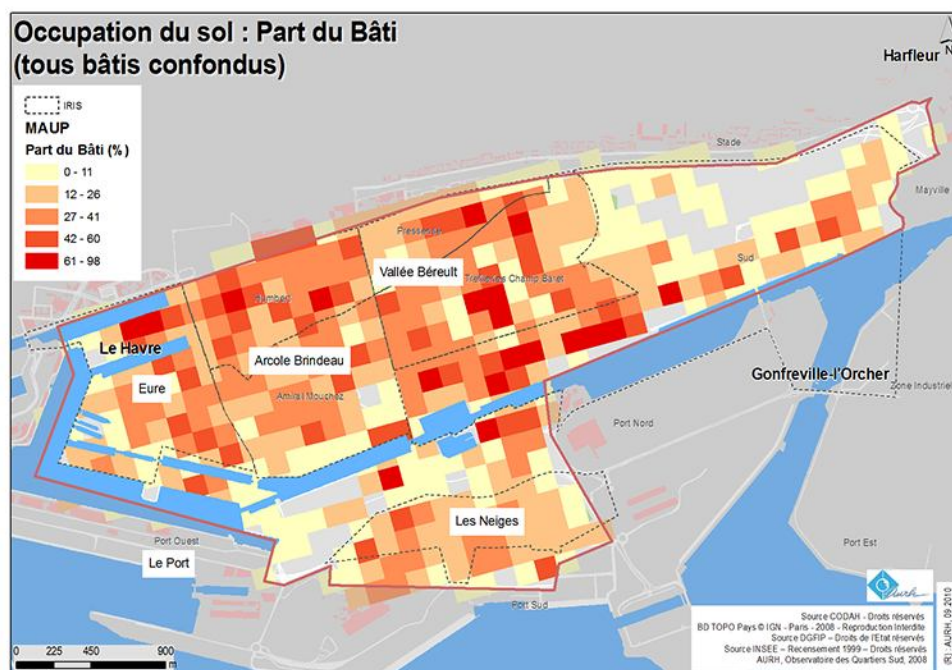 Occupation du sol : Part du Bâti
(tous bâtis confondus)
IRIS
MAUP
Part du Bâti (%)
0 - 11
12 - 26
27 - 41
42 - 60
61 - 98
Harfleur
N
Stade
Mayville
Vallée Béreult
Sud
Le Havre
Arcole Brindeau
Eure
Amiral Mouchez
Gonfreville-l'Orcher
Zone Industriel
Port Nord
Les Neiges
Port Ouest
Le Port
Port Est
Port Sud
Aurh
0 225 450 900
m
Source CODAH - Droits réservés
BD TOPO Pays © IGN - Paris - 2008 - Reproduction Interdite
Source DGFIP – Droits de l'Etat réservés
Source INSEE – Recensement 1999 – Droits réservés
AURH, Observatoire des Quartiers Sud, 2008